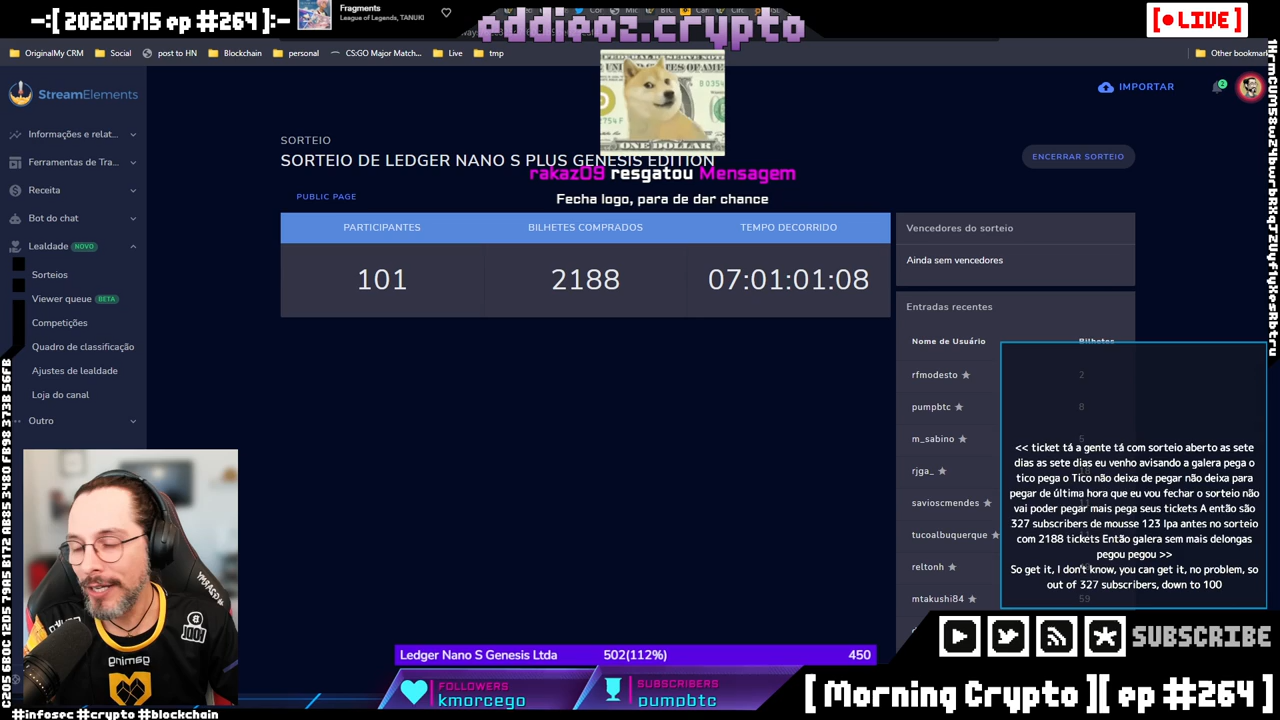 -:[ 20220715 ep #264 ]:-
Fragments
League of Legends, TANUKI
eddieoz.crypto
[● LIVE]
OriginalMy CRM
Social
post to HN
Blockchain
personal
CS:GO Major Match...
Live
tmp
Other bookmar
StreamElements
IMPORTAR
2
Informações e relat...
Ferramentas de Tra...
Receita
Bot do chat
Lealdade NOVO
Sorteios
Viewer queue BETA
Competições
Quadro de classificação
Ajustes de lealdade
Loja do canal
Outro
SORTEIO
SORTEIO DE LEDGER NANO S PLUS GENESIS EDITION
ENCERRAR SORTEIO
ONE DOLLAR
rakaz09 resgatou Mensagem
Fecha logo, para de dar chance
PUBLIC PAGE
PARTICIPANTES
BILHETES COMPRADOS
TEMPO DECORRIDO
101
2188
07:01:01:08
Vencedores do sorteio
Ainda sem vencedores
Entradas recentes
Nome de Usuário
Bilhetes
rfmodesto
2
pumpbtc
8
m_sabino
5
rjga_
savioscmendes
tucoalbuquerque
reltonh
mtakushi84
59
<< ticket tá a gente tá com sorteio aberto as sete
dias as sete dias eu venho avisando a galera pega o
tico pega o Tico não deixa de pegar não deixa para
pegar de última hora que eu vou fechar o sorteio não
vai poder pegar mais pega seus tickets A então são
327 subscribers de mousse 123 Ipa antes no sorteio
com 2188 tickets Então galera sem mais delongas
pegou pegou >>
So get it, I don't know, you can get it, no problem, so
out of 327 subscribers, down to 100
SUBSCRIBE
Ledger Nano S Genesis Ltda
502(112%)
450
FOLLOWERS
kmorcego
SUBSCRIBERS
pumpbtc
[ Morning Crypto ][ ep #264 ]
#infosec #crypto #blockchain